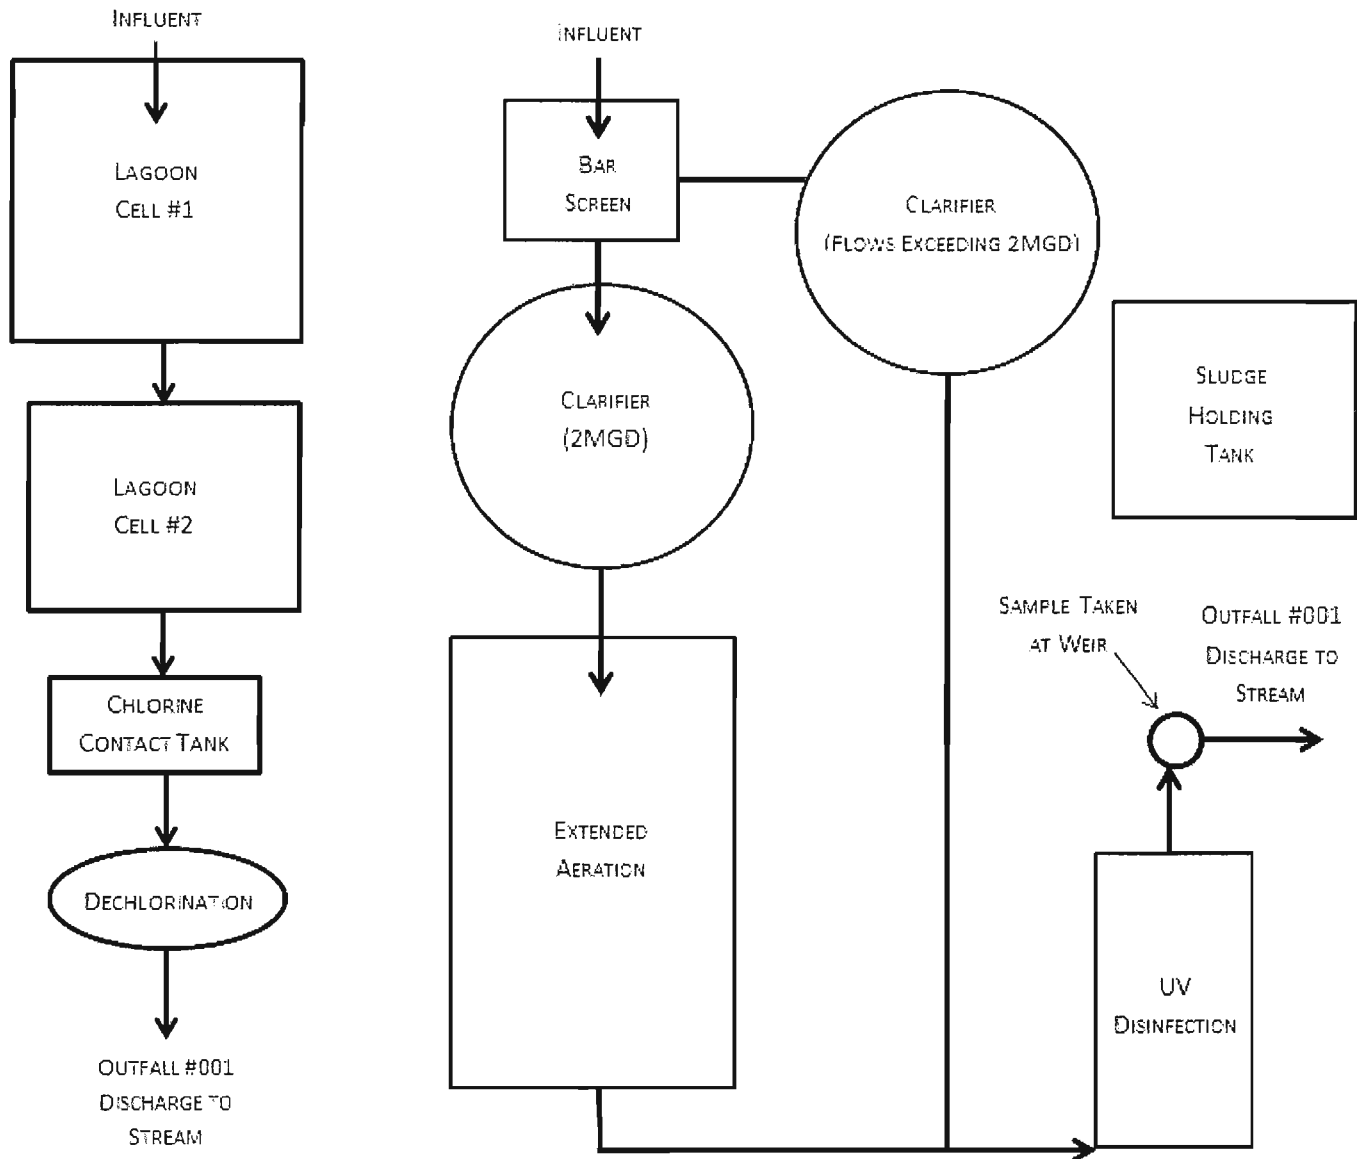 INFLUENT
LAGOON
CELL #1
LAGOON
CELL #2
CHLORINE
CONTACT TANK
DECHLORINATION
OUTFALL #001
DISCHARGE TO
STREAM
INFLUENT
BAR
SCREEN
CLARIFIER
(FLOWS EXCEEDING 2MGD)
CLARIFIER
(2MGD)
EXTENDED
AERATION
SLUDGE
HOLDING
TANK
SAMPLE TAKEN
AT WEIR
OUTFALL #001
DISCHARGE TO
STREAM
UV
DISINFECTION